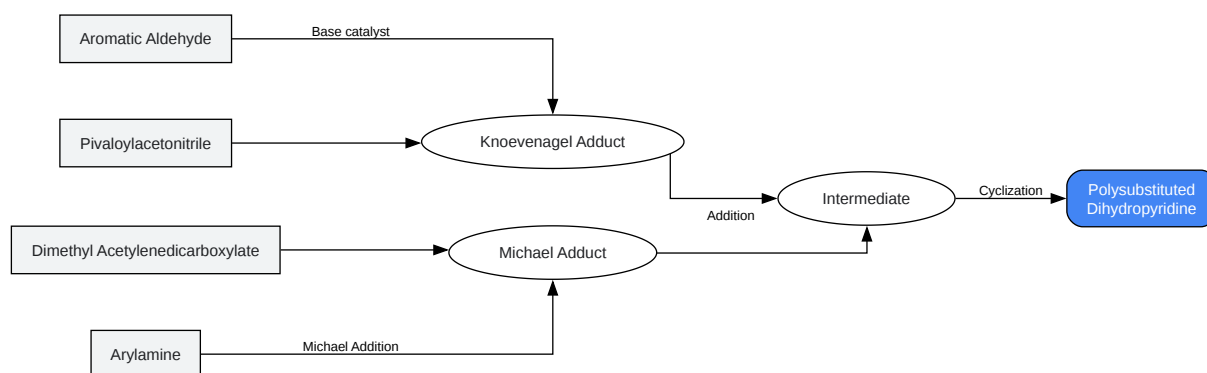 Aromatic Aldehyde
Base catalyst
Pivaloylacetonitrile
Knoevenagel Adduct
Dimethyl Acetylenedicarboxylate
Michael Adduct
Arylamine
Michael Addition
Addition
Intermediate
Cyclization
Polysubstituted
Dihydropyridine